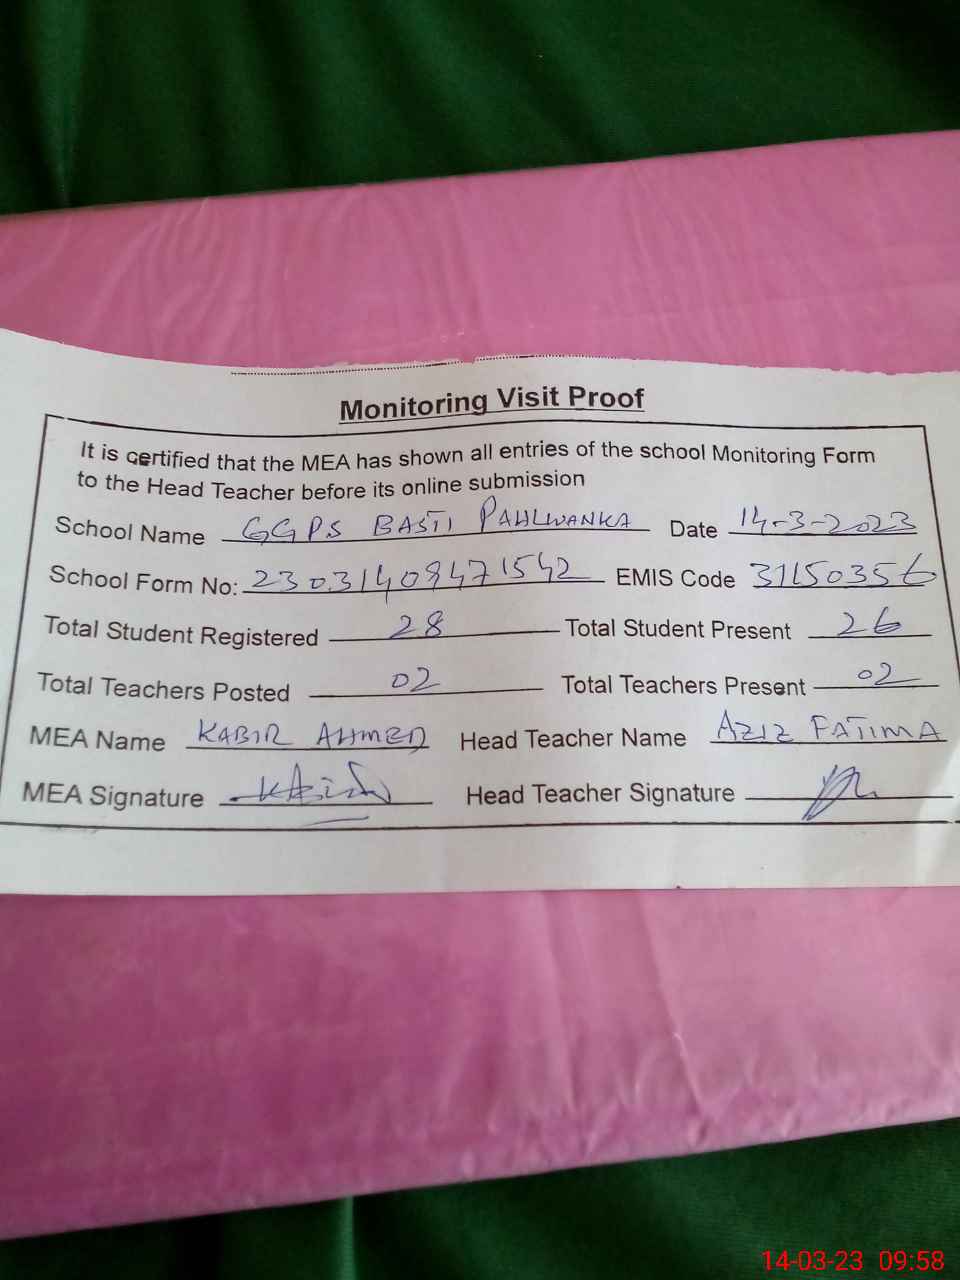 Monitoring Visit Proof
It is certified that the MEA has shown all entries of the school Monitoring Form
to the Head Teacher before its online submission
School Name GGPS BASTI PAHLWANKA Date 14-3-2023
School Form No: 23031409471542 EMIS Code 31150356
Total Student Registered 28 Total Student Present 26
Total Teachers Posted 02 Total Teachers Present 02
MEA Name KABIR AHMED Head Teacher Name AZIZ FATIMA
MEA Signature Head Teacher Signature
14-03-23 09:58